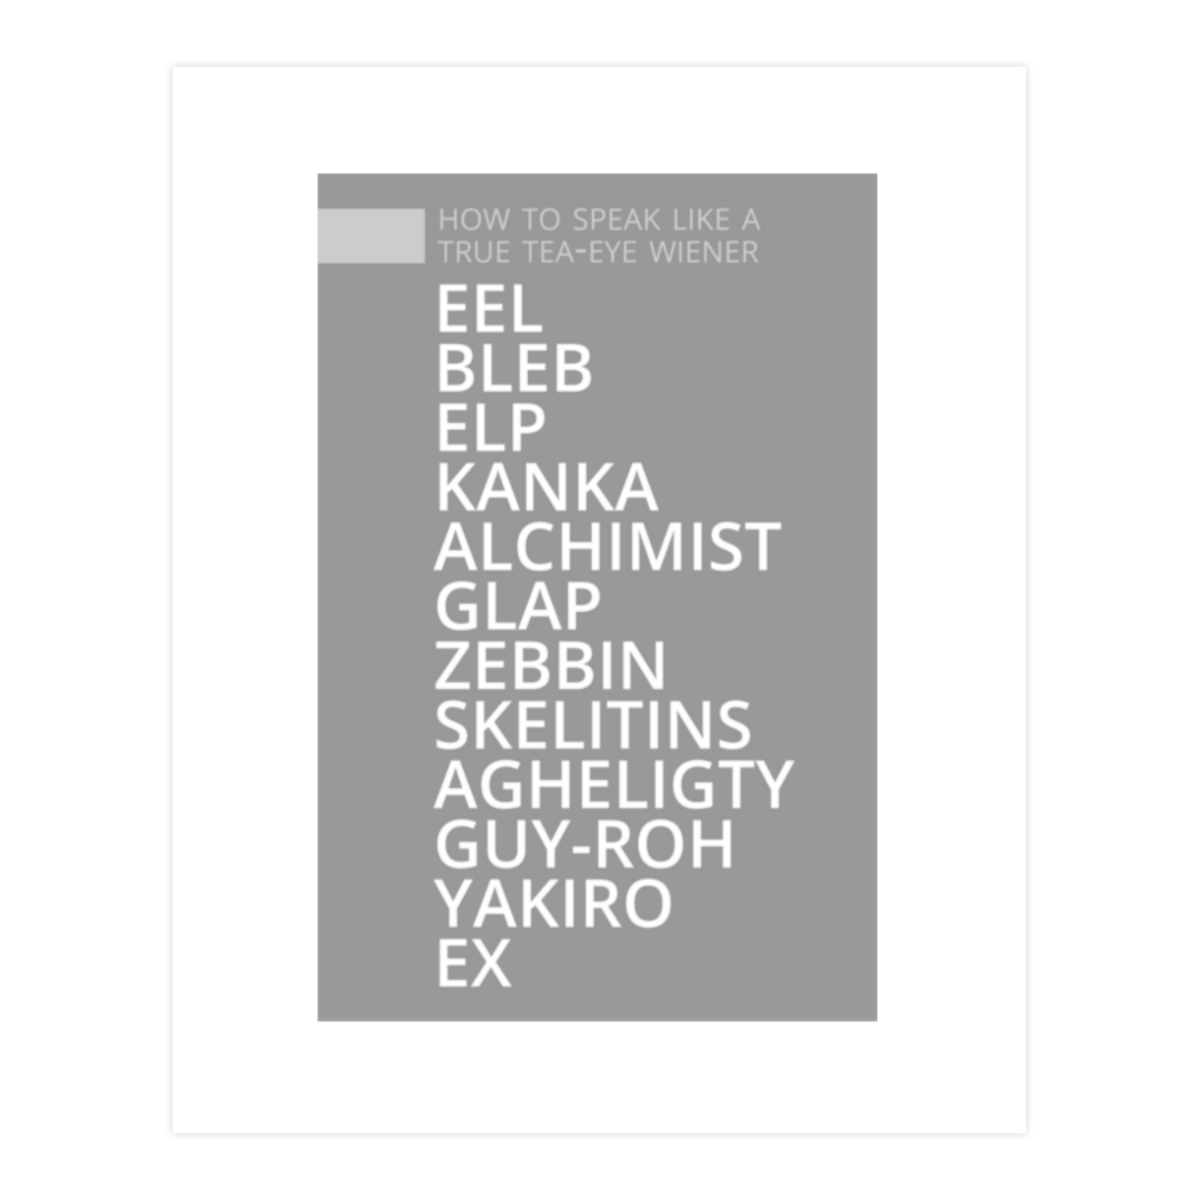 HOW TO SPEAK LIKE A
TRUE TEA-EYE WIENER
EEL
BLEB
ELP
KANKA
ALCHIMIST
GLAP
ZEBBIN
SKELITINS
AGHELIGTY
GUY-ROH
YAKIRO
EX